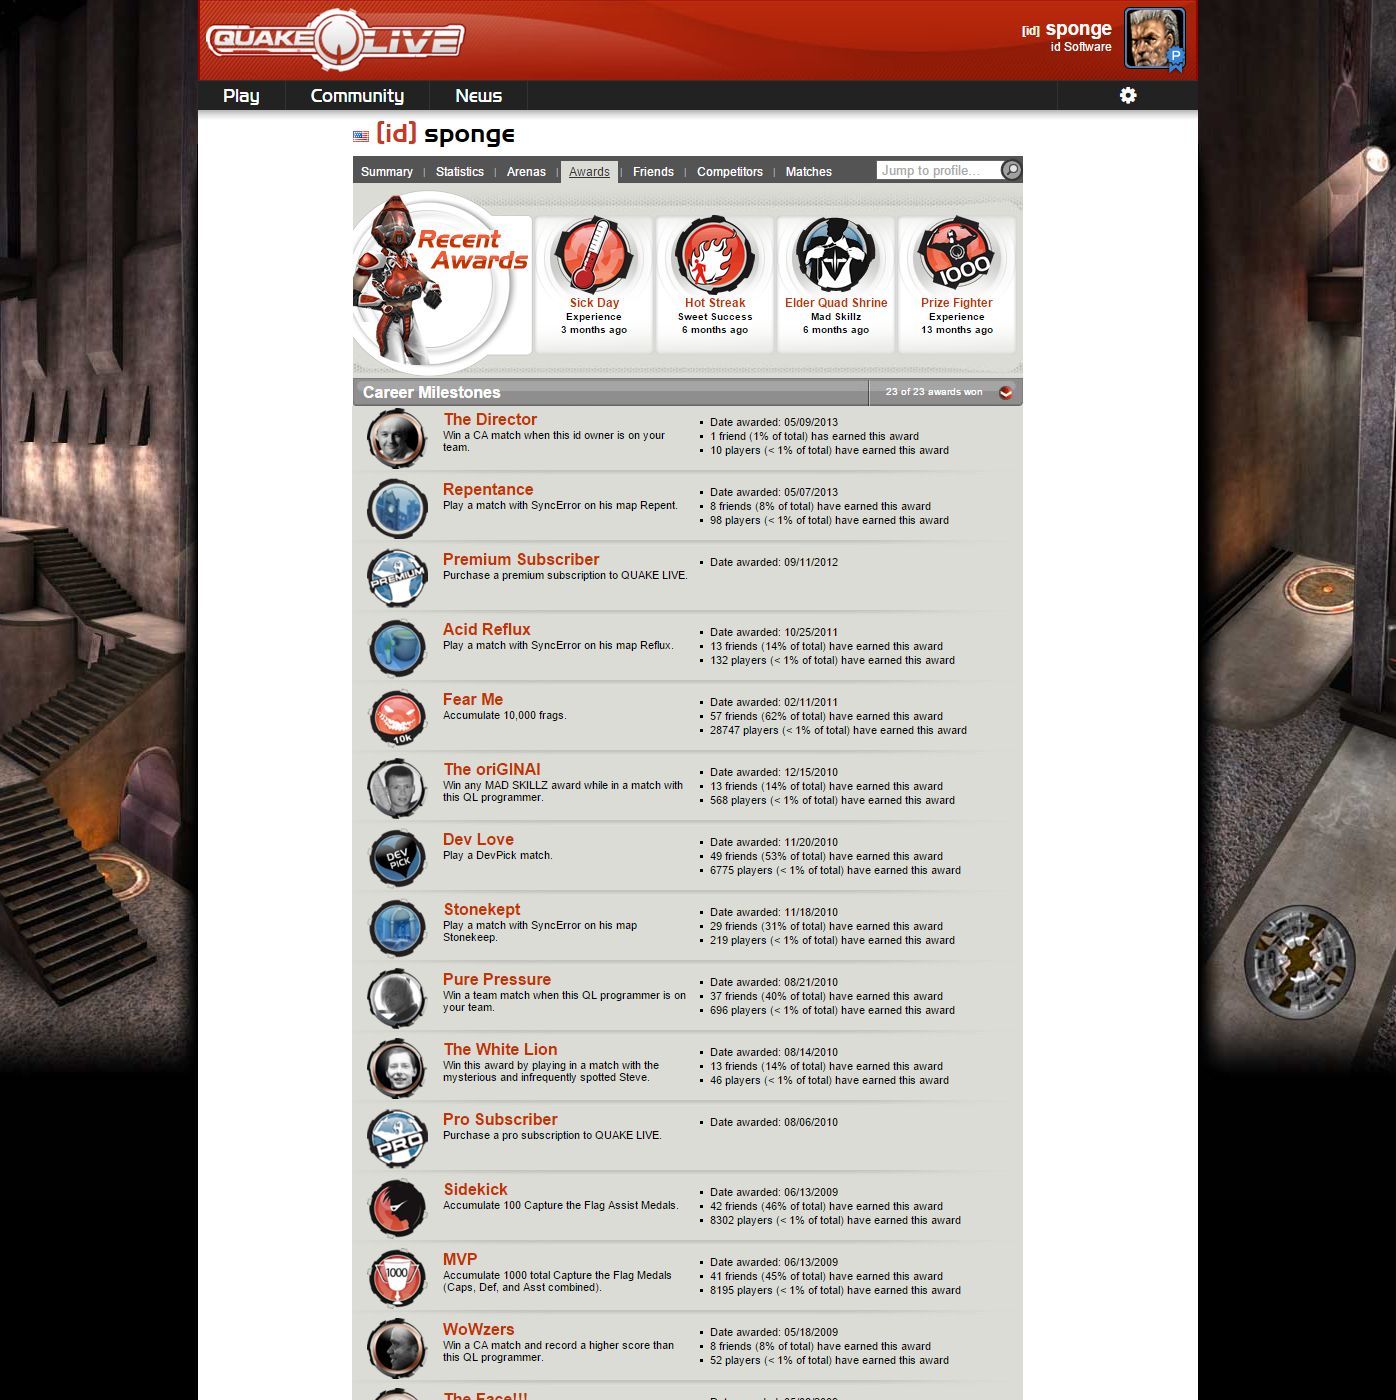 QUAKE LIVE
[id] sponge
id Software
P
Play
Community
News
[id] sponge
Summary | Statistics | Arenas | Awards | Friends | Competitors | Matches
Jump to profile...
Recent
Awards
1000
Sick Day
Experience
3 months ago
Hot Streak
Sweet Success
6 months ago
Elder Quad Shrine
Mad Skillz
6 months ago
Prize Fighter
Experience
13 months ago
Career Milestones
23 of 23 awards won
The Director
Win a CA match when this id owner is on your
team.
Date awarded: 05/09/2013
1 friend (1% of total) has earned this award
10 players (< 1% of total) have earned this award
Repentance
Play a match with SyncError on his map Repent.
Date awarded: 05/07/2013
8 friends (8% of total) have earned this award
98 players (< 1% of total) have earned this award
PREMIUM
Premium Subscriber
Purchase a premium subscription to QUAKE LIVE.
Date awarded: 09/11/2012
Acid Reflux
Play a match with SyncError on his map Reflux.
Date awarded: 10/25/2011
13 friends (14% of total) have earned this award
132 players (< 1% of total) have earned this award
10k
Fear Me
Accumulate 10,000 frags.
Date awarded: 02/11/2011
57 friends (62% of total) have earned this award
28747 players (< 1% of total) have earned this award
The oriGINAl
Win any MAD SKILLZ award while in a match with
this QL programmer.
Date awarded: 12/15/2010
13 friends (14% of total) have earned this award
568 players (< 1% of total) have earned this award
DEV
PICK
Dev Love
Play a DevPick match.
Date awarded: 11/20/2010
49 friends (53% of total) have earned this award
6775 players (< 1% of total) have earned this award
Stonekept
Play a match with SyncError on his map
Stonekeep.
Date awarded: 11/18/2010
29 friends (31% of total) have earned this award
219 players (< 1% of total) have earned this award
Pure Pressure
Win a team match when this QL programmer is on
your team.
Date awarded: 08/21/2010
37 friends (40% of total) have earned this award
696 players (< 1% of total) have earned this award
The White Lion
Win this award by playing in a match with the
mysterious and infrequently spotted Steve.
Date awarded: 08/14/2010
13 friends (14% of total) have earned this award
46 players (< 1% of total) have earned this award
PRO
Pro Subscriber
Purchase a pro subscription to QUAKE LIVE.
Date awarded: 08/06/2010
Sidekick
Accumulate 100 Capture the Flag Assist Medals.
Date awarded: 06/13/2009
42 friends (46% of total) have earned this award
8302 players (< 1% of total) have earned this award
1000
MVP
Accumulate 1000 total Capture the Flag Medals
(Caps, Def, and Asst combined).
Date awarded: 06/13/2009
41 friends (45% of total) have earned this award
8195 players (< 1% of total) have earned this award
WoWzers
Win a CA match and record a higher score than
this QL programmer.
Date awarded: 05/18/2009
8 friends (8% of total) have earned this award
52 players (< 1% of total) have earned this award
The Face!!!
Date awarded: